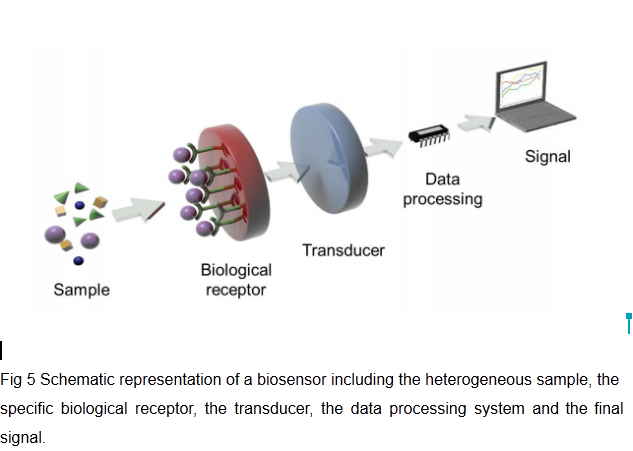 Signal
Data
processing
Transducer
Biological
receptor
Sample
Fig 5 Schematic representation of a biosensor including the heterogeneous sample, the
specific biological receptor, the transducer, the data processing system and the final
signal.